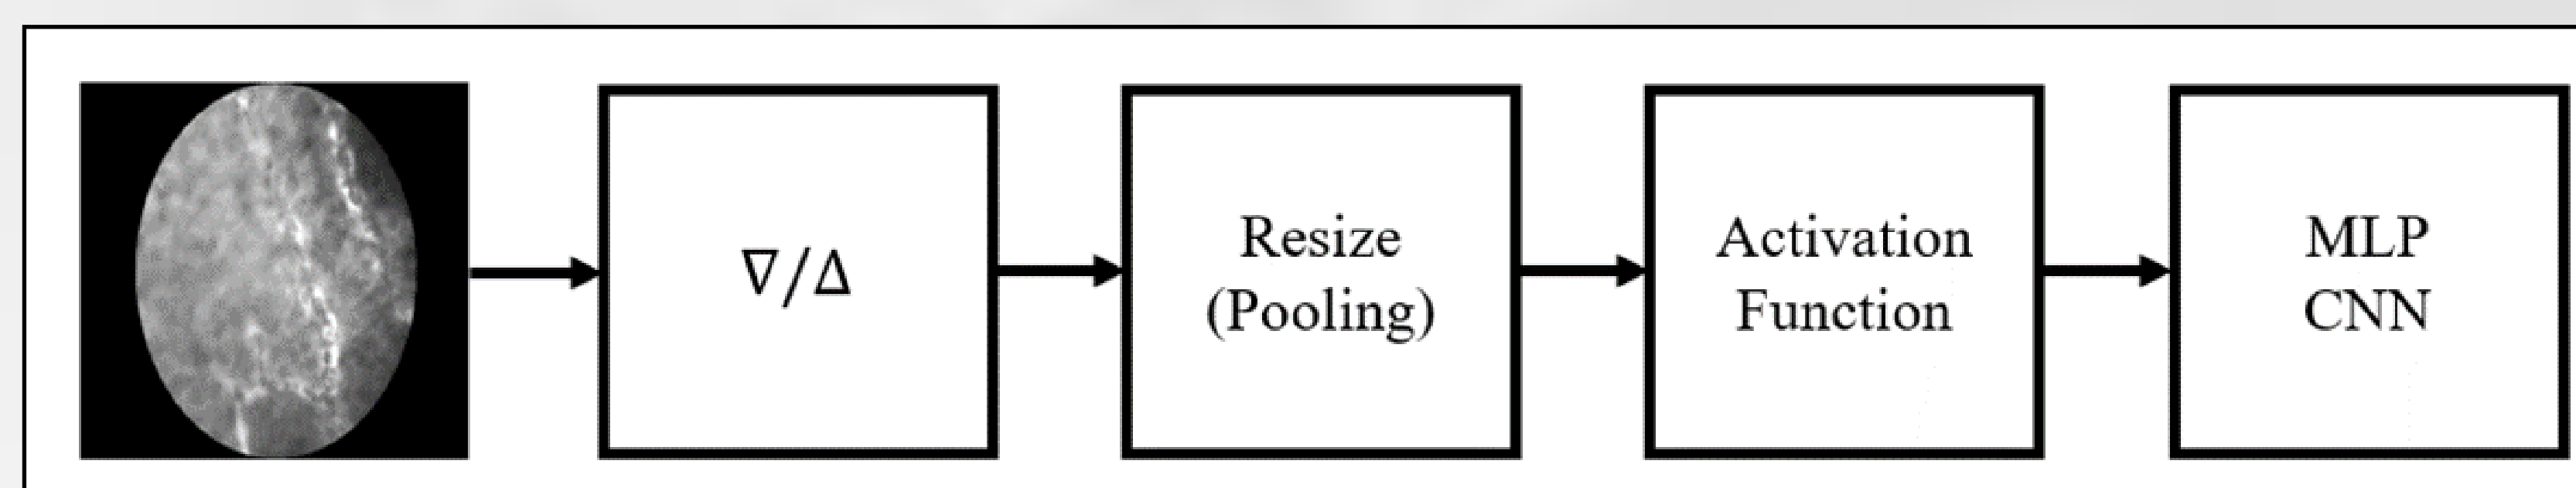 ∇/Δ
Resize
(Pooling)
Activation
Function
MLP
CNN